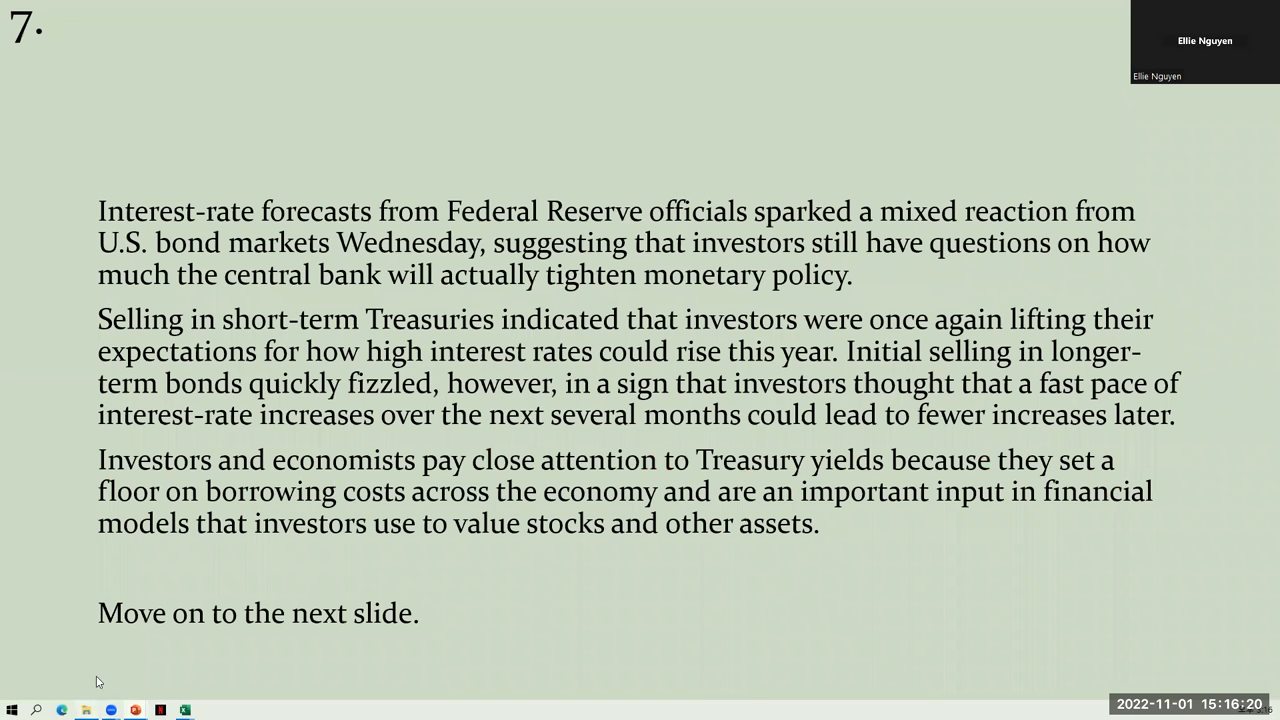 7.
Ellie Nguyen
Ellie Nguyen
Interest-rate forecasts from Federal Reserve officials sparked a mixed reaction from
U.S. bond markets Wednesday, suggesting that investors still have questions on how
much the central bank will actually tighten monetary policy.
Selling in short-term Treasuries indicated that investors were once again lifting their
expectations for how high interest rates could rise this year. Initial selling in longer-
term bonds quickly fizzled, however, in a sign that investors thought that a fast pace of
interest-rate increases over the next several months could lead to fewer increases later.
Investors and economists pay close attention to Treasury yields because they set a
floor on borrowing costs across the economy and are an important input in financial
models that investors use to value stocks and other assets.
Move on to the next slide.
2022-11-01 15:16:20